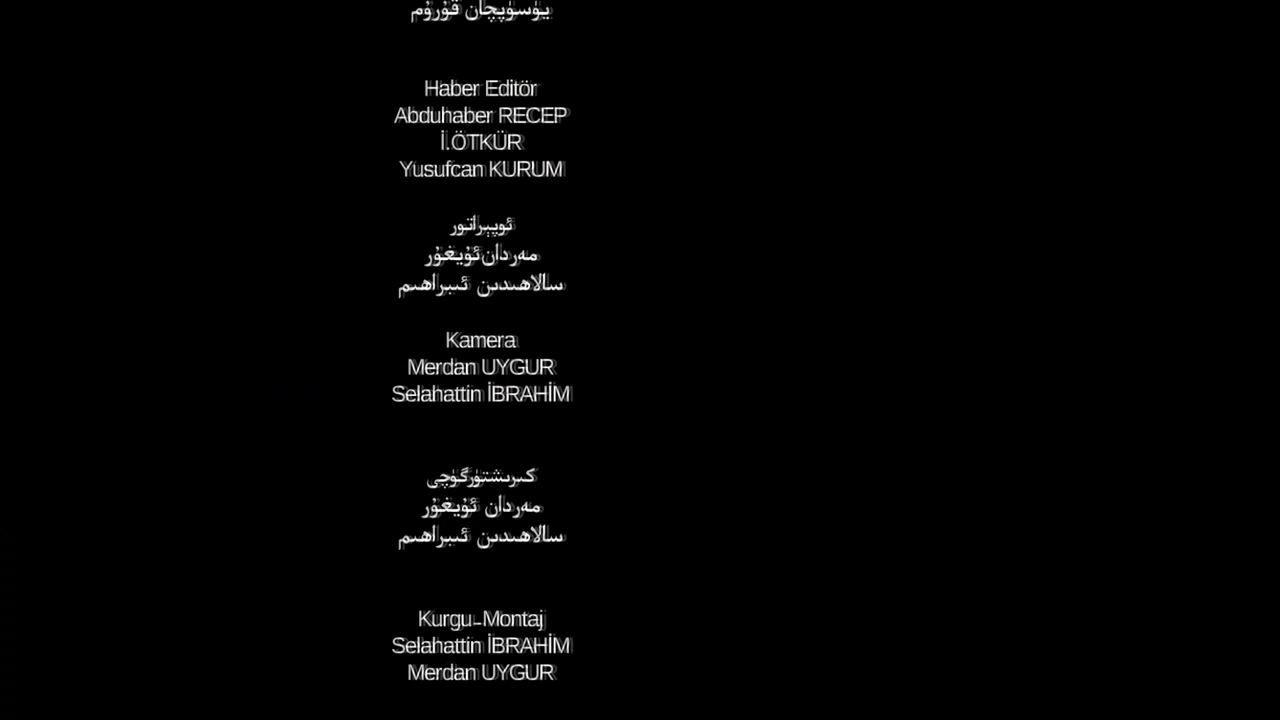 يۈسۈپجان قۇرۇم
Haber Editör
Abduhaber RECEP
İ.ÖTKÜR
Yusufcan KURUM
ئوپېراتور
مەردان ئۇيغۇر
سالاھىدىن ئىبراھىم
Kamera
Merdan UYGUR
Selahattin İBRAHİM
كىرىشتۈرگۈچى
مەردان ئۇيغۇر
سالاھىدىن ئىبراھىم
Kurgu-Montaj
Selahattin İBRAHİM
Merdan UYGUR